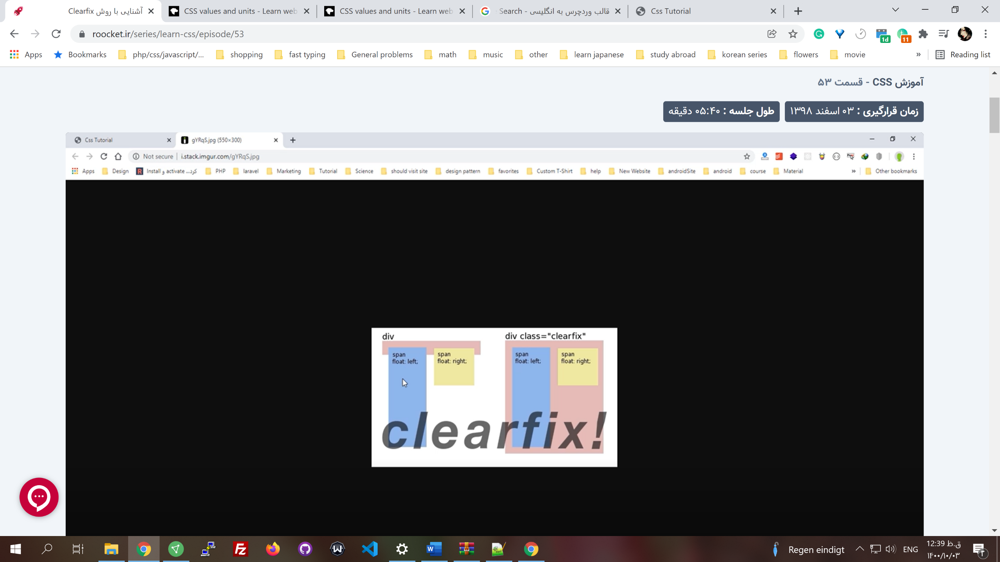 آشنایی با روش Clearfix
CSS values and units - Learn web
CSS values and units - Learn web
قالب وردچرس به انگلیسی - Search
Css Tutorial
roocket.ir/series/learn-css/episode/53
1d
11
Apps
Bookmarks
php/css/javascript/...
shopping
fast typing
General problems
math
music
other
learn japanese
study abroad
korean series
flowers
movie
»
Reading list
آموزش CSS - قسمت ۵۳
زمان قرارگیری : ۰۳ اسفند ۱۳۹۸
طول جلسه : ۰۵:۴۰ دقیقه
Css Tutorial
gYRqS.jpg (550×300)
Not secure | i.stack.imgur.com/gYRqS.jpg
Apps
Design
Install و activate کرد...
PHP
laravel
Marketing
Tutorial
Science
should visit site
design pattern
favorites
Custom T-Shirt
help
New Website
androidSite
android
course
Material
»
Other bookmarks
div
div class="clearfix"
span
float: left;
span
float: right;
span
float: left;
span
float: right;
clearfix!
Regen eindigt
ENG
12:39 ق.ظ
۱۴۰۰/۱۰/۰۳
۲